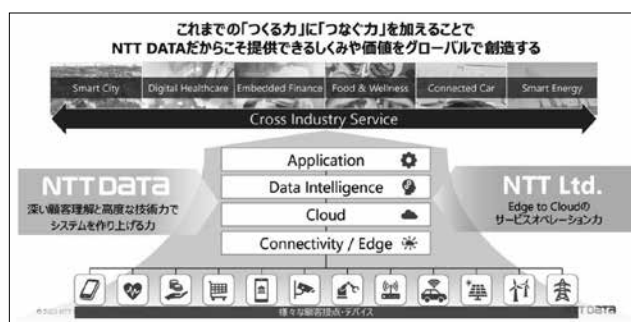 これまでの「つくる力」に「つなぐ力」を加えることで
NTT DATAだからこそ提供できるしくみや価値をグローバルで創造する
Smart City
Digital Healthcare
Embedded Finance
Food & Wellness
Connected Car
Smart Energy
Cross Industry Service
Application
Data Intelligence
Cloud
Connectivity / Edge
NTT DATA
深い顧客理解と高度な技術力で
システムを作り上げる力
NTT Ltd.
Edge to Cloudの
サービスオペレーション力
様々な顧客接点・デバイス
NTT DATA